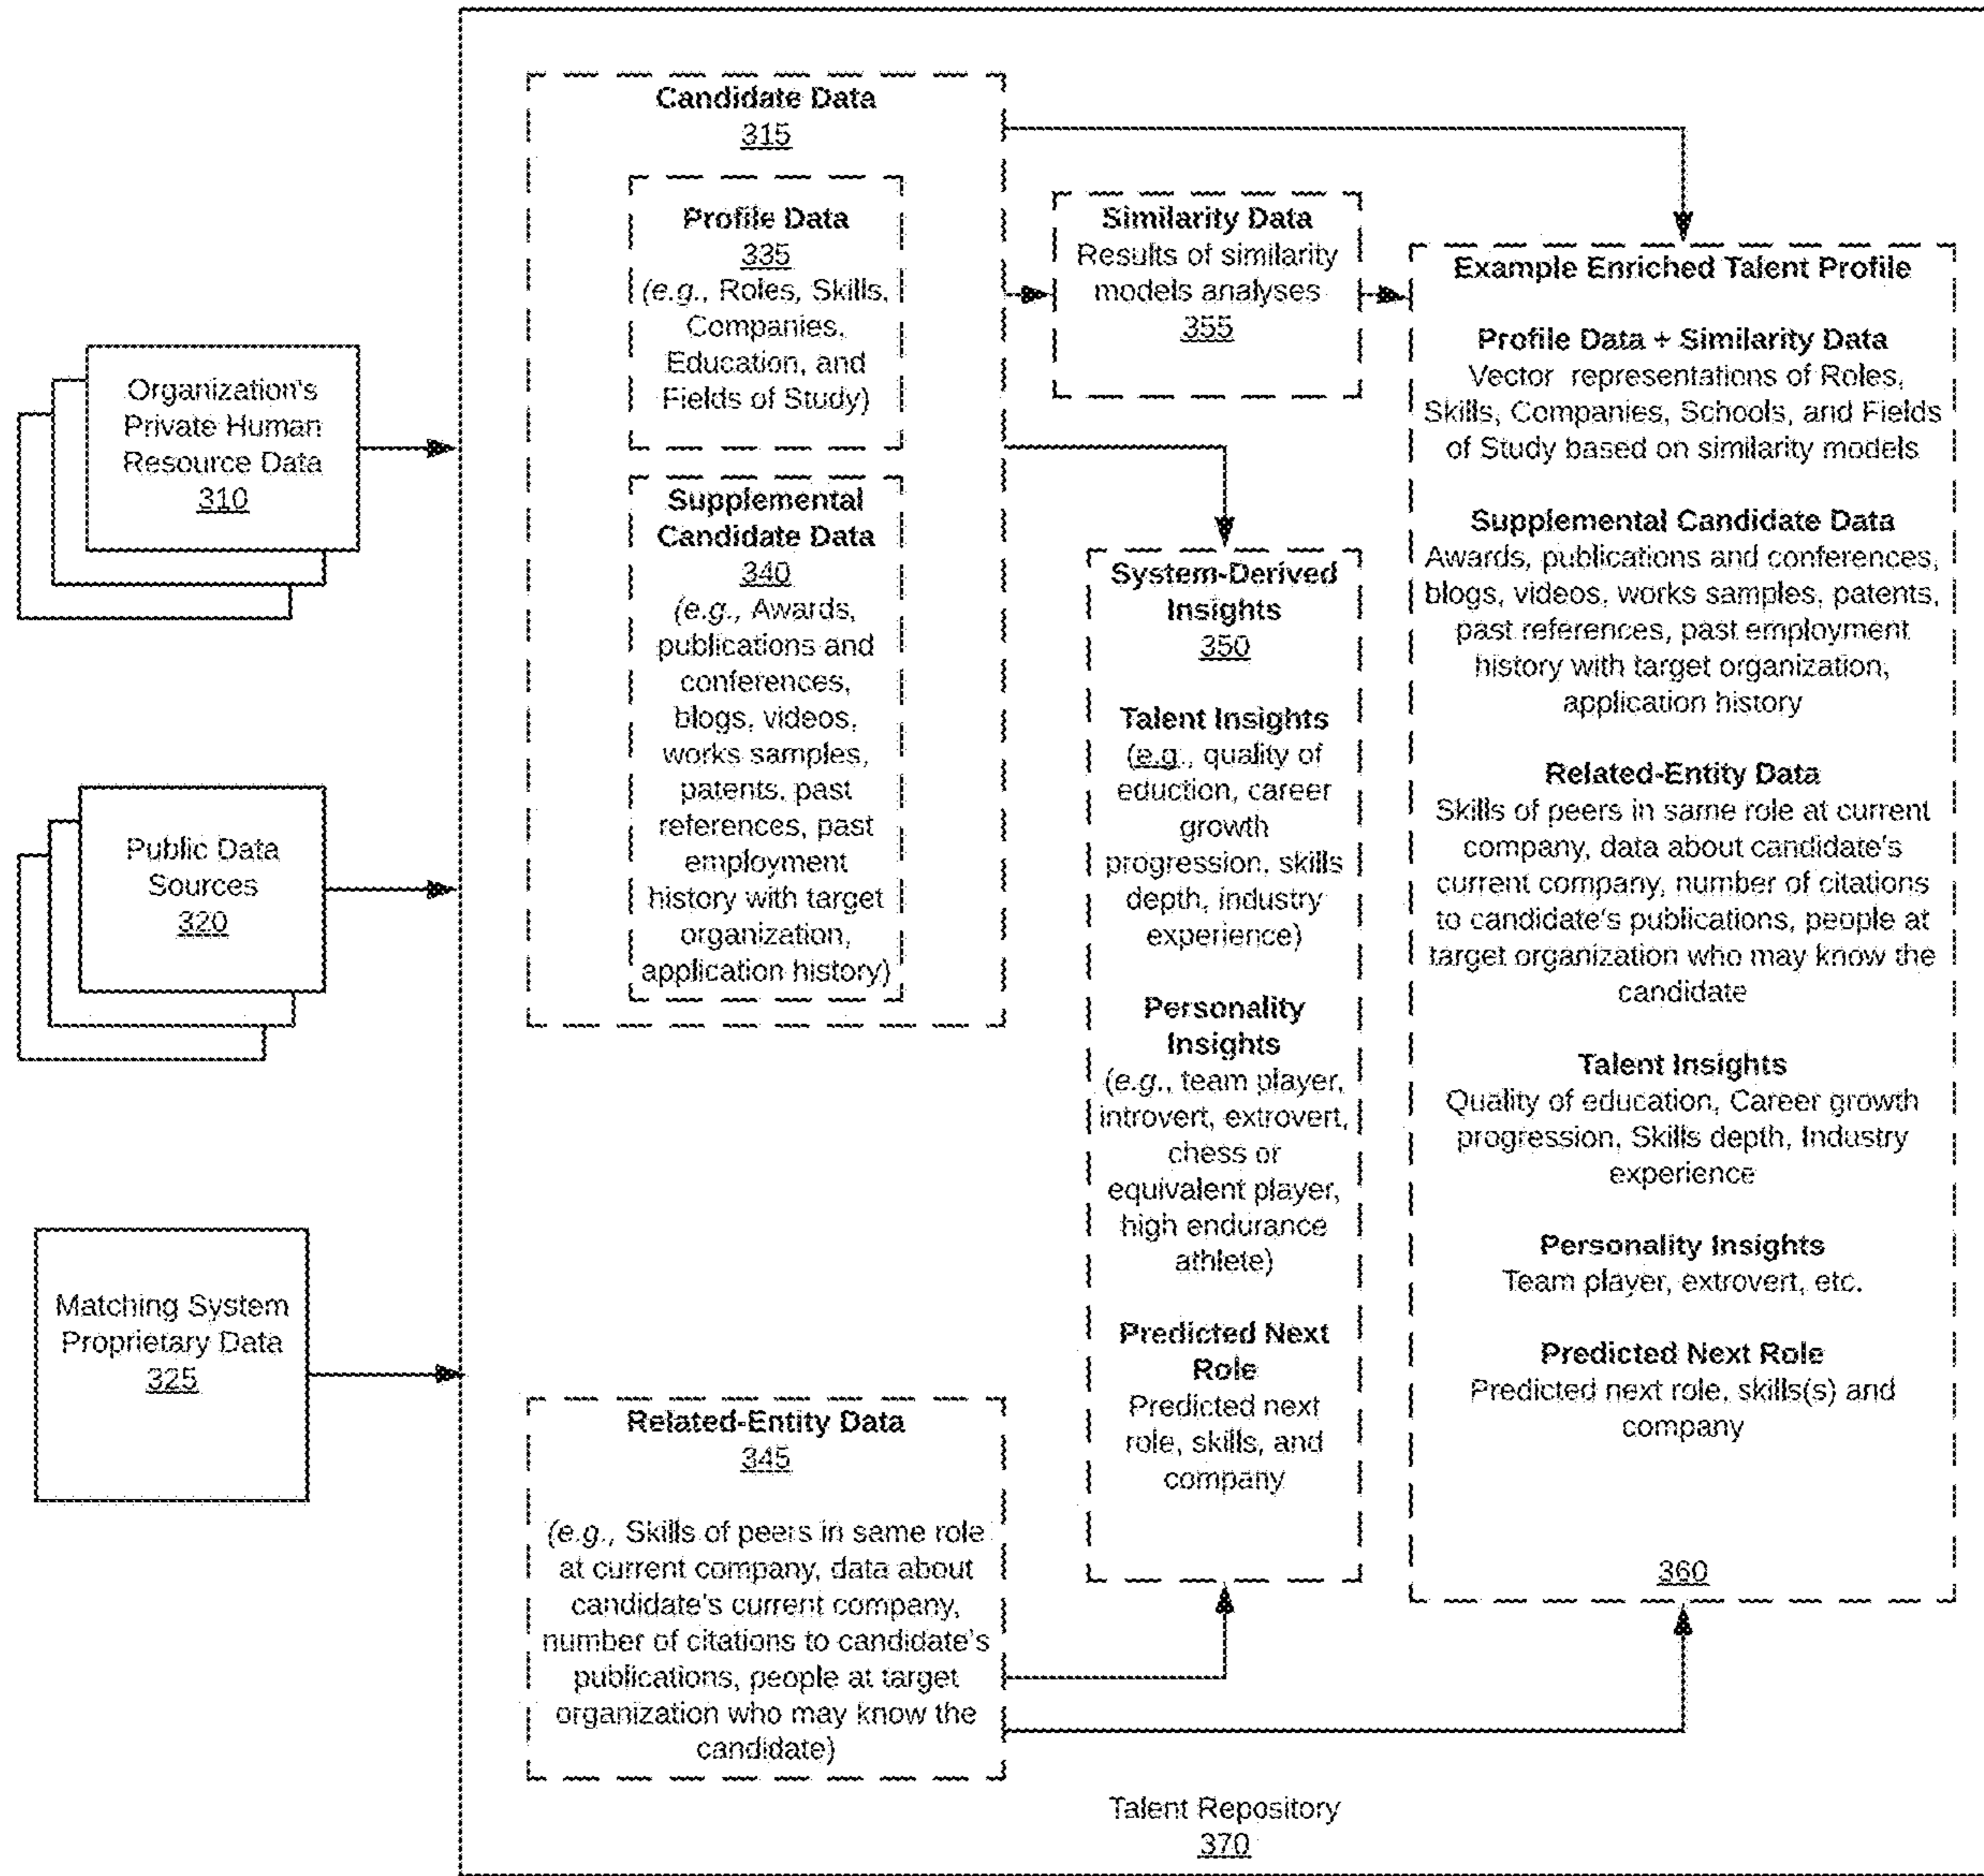 Organization's
Private Human
Resource Data
310
Public Data
Sources
320
Matching System
Proprietary Data
325
Candidate Data
315
Profile Data
335
(e.g., Roles, Skills,
Companies,
Education, and
Fields of Study)
Supplemental
Candidate Data
340
(e.g., Awards,
publications and
conferences,
blogs, videos,
works samples,
patents, past
references, past
employment
history with target
organization,
application history)
Related-Entity Data
345
(e.g., Skills of peers in same role
at current company, data about
candidate's current company,
number of citations to candidate's
publications, people at target
organization who may know the
candidate)
Similarity Data
Results of similarity
models analyses
355
System-Derived
Insights
350
Talent Insights
(e.g., quality of
eduction, career
growth
progression, skills
depth, industry
experience)
Personality
Insights
(e.g., team player,
introvert, extrovert,
chess or
equivalent player,
high endurance
athlete)
Predicted Next
Role
Predicted next
role, skills, and
company
Example Enriched Talent Profile
Profile Data + Similarity Data
Vector representations of Roles,
Skills, Companies, Schools, and Fields
of Study based on similarity models
Supplemental Candidate Data
Awards, publications and conferences,
blogs, videos, works samples, patents,
past references, past employment
history with target organization,
application history
Related-Entity Data
Skills of peers in same role at current
company, data about candidate's
current company, number of citations
to candidate's publications, people at
target organization who may know the
candidate
Talent Insights
Quality of education, Career growth
progression, Skills depth, Industry
experience
Personality Insights
Team player, extrovert, etc.
Predicted Next Role
Predicted next role, skills(s) and
company
360
Talent Repository
370